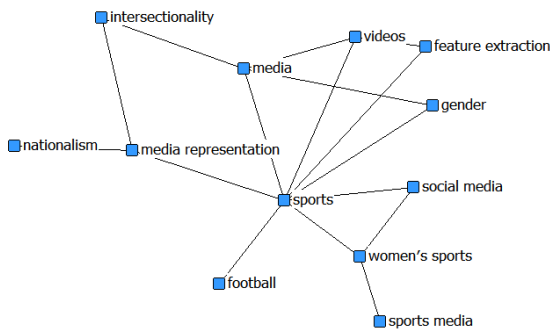 intersectionality
videos
feature extraction
media
gender
nationalism
media representation
social media
sports
women's sports
football
sports media